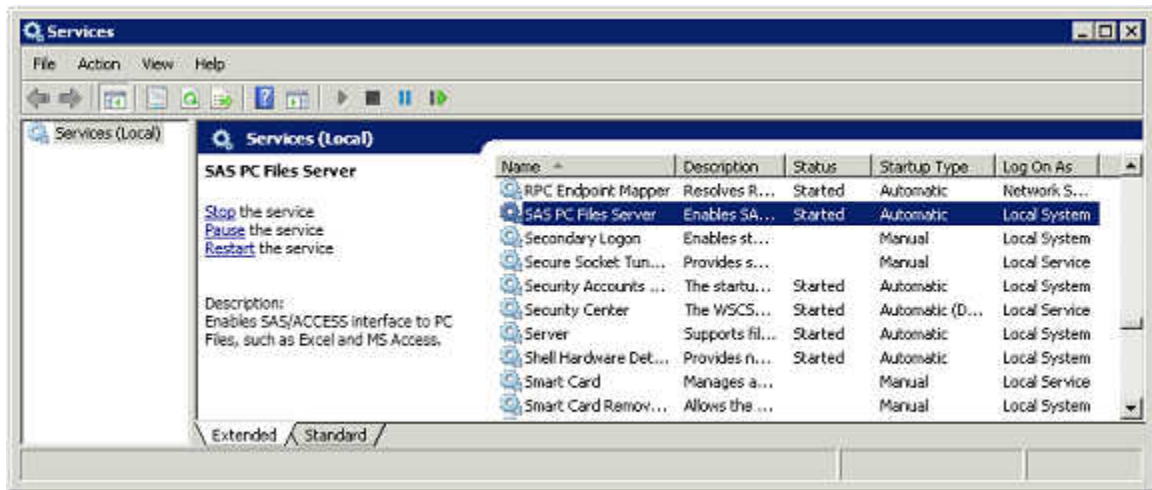 Services
File Action View Help
Services (Local)
Services (Local)
SAS PC Files Server
Stop the service
Pause the service
Restart the service
Description:
Enables SAS/ACCESS interface to PC
Files, such as Excel and MS Access.
Name Description Status Startup Type Log On As
RPC Endpoint Mapper Resolves R... Started Automatic Network S...
SAS PC Files Server Enables SA... Started Automatic Local System
Secondary Logon Enables st... Manual Local System
Secure Socket Tun... Provides s... Manual Local Service
Security Accounts ... The startu... Started Automatic Local System
Security Center The WSCS... Started Automatic (D... Local Service
Server Supports fil... Started Automatic Local System
Shell Hardware Det... Provides n... Started Automatic Local System
Smart Card Manages a... Manual Local Service
Smart Card Remov... Allows the ... Manual Local System
Extended Standard